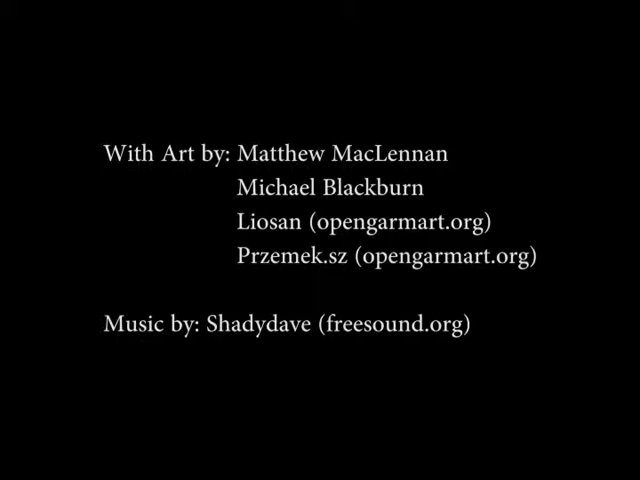 With Art by: Matthew MacLennan
Michael Blackburn
Liosan (opengarmart.org)
Przemek.sz (opengarmart.org)
Music by: Shadydave (freesound.org)